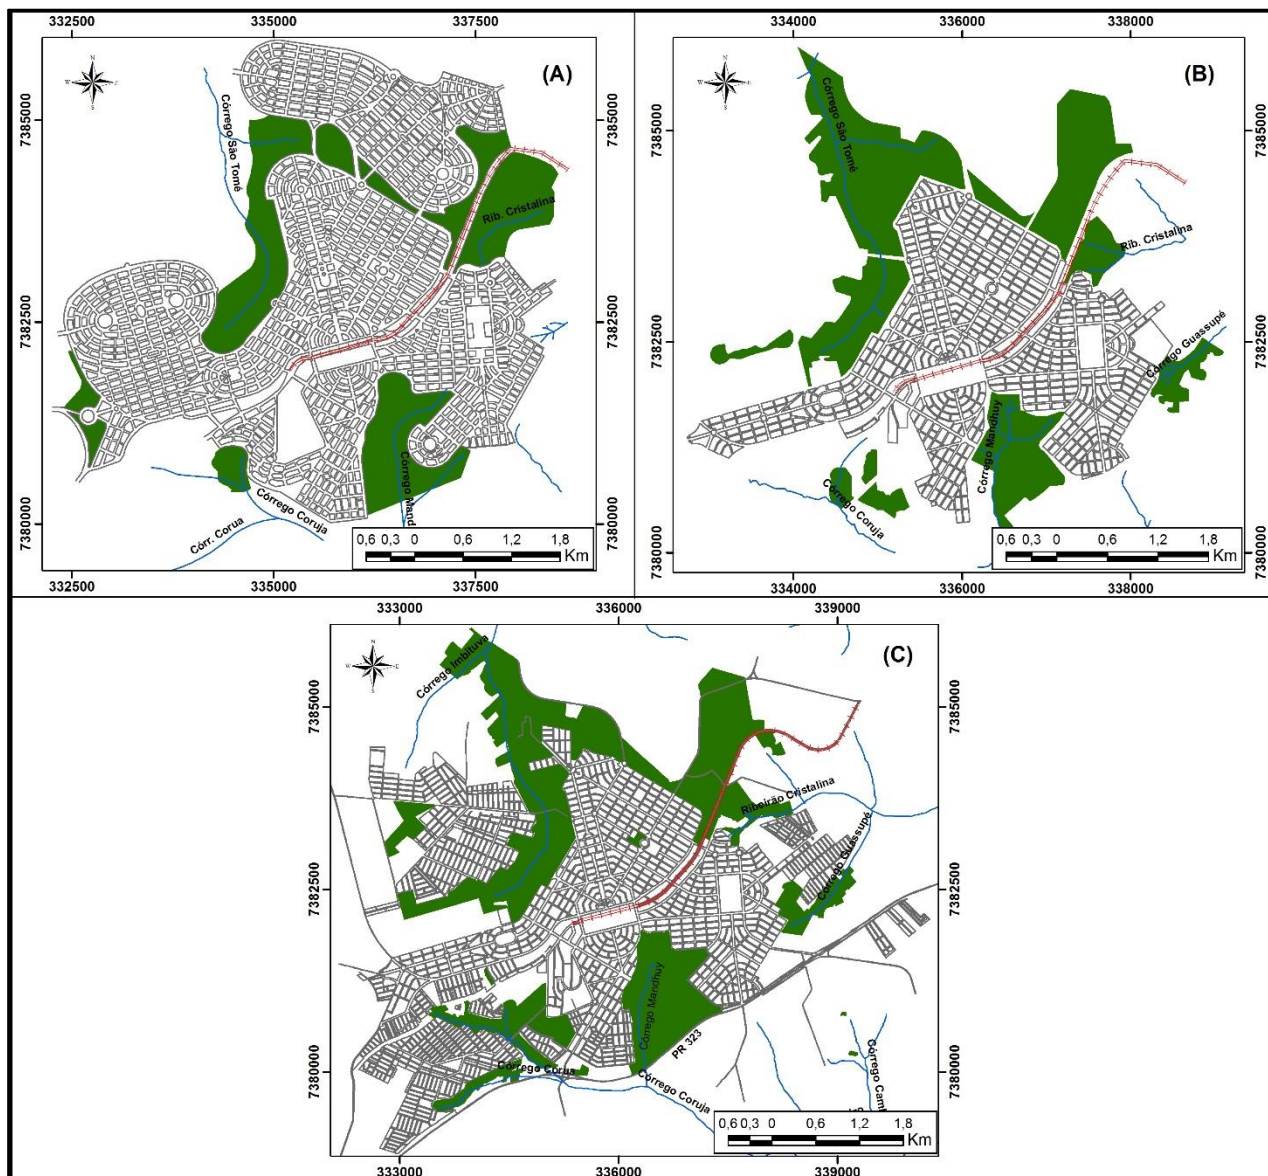 332500 335000 337500
(A)
N
W
S
Córrego São Tomé
Rib. Cristalina
Córrego Mand
Córrego Coruja
Córr. Corua
7385000
7382500
7380000
7385000
7382500
7380000
0,6 0,3 0 0,6 1,2 1,8
Km
332500 335000 337500
334000 336000 338000
(B)
N
W
S
Córrego São Tomé
Rib. Cristalina
Córrego Guassupé
Córrego Mandhuy
Córrego Coruja
7385000
7382500
7380000
7385000
7382500
7380000
0,6 0,3 0 0,6 1,2 1,8
Km
334000 336000 338000
333000 336000 339000
(C)
N
W E
S
Córrego Imbituva
Ribeirão Cristalina
Córrego Guassupé
Córrego Mandhuy
PR 323
Córrego Corua
Córrego Coruja
Córrego Caml
7385000
7382500
7380000
7385000
7382500
7380000
0,6 0,3 0 0,6 1,2 1,8
Km
333000 336000 339000